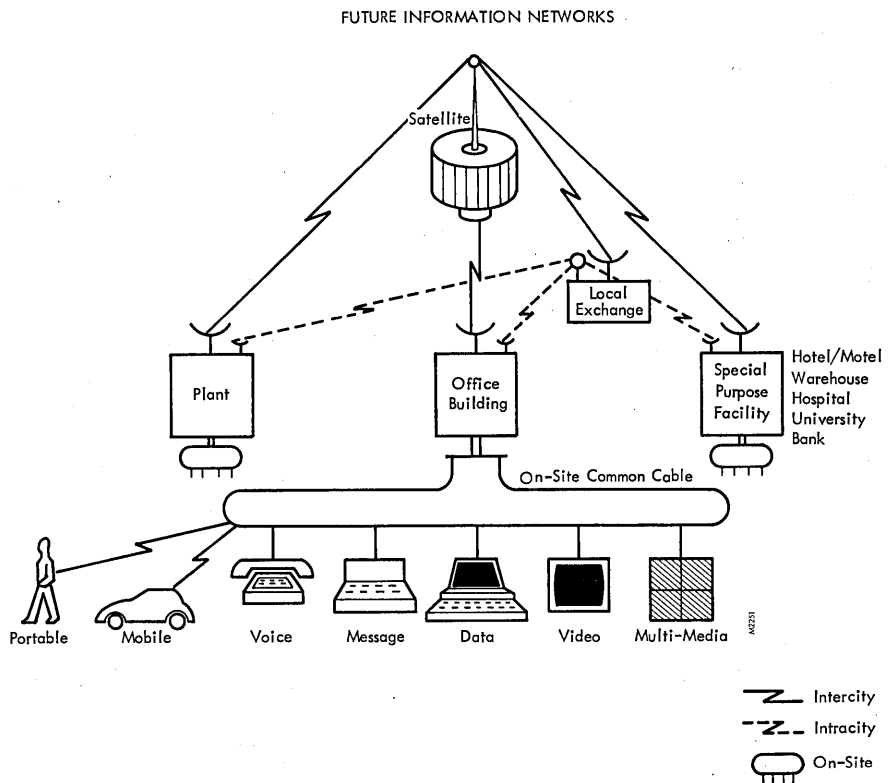 FUTURE INFORMATION NETWORKS
Satellite
Local
Exchange
Plant
Office
Building
Special
Purpose
Facility
Hotel/Motel
Warehouse
Hospital
University
Bank
On-Site Common Cable
Portable
Mobile
Voice
Message
Data
Video
Multi-Media
M2251
Intercity
Intracity
On-Site